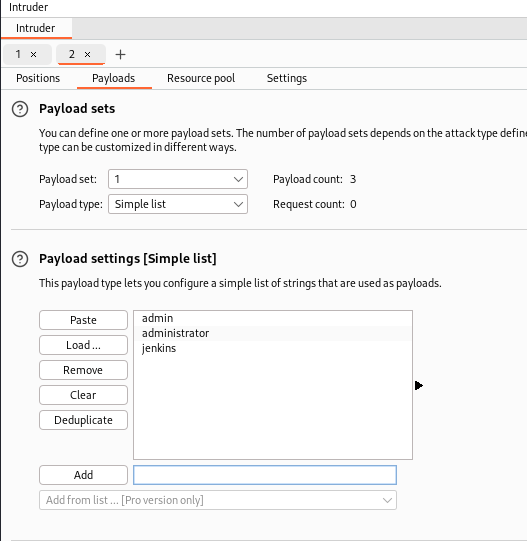 Intruder
Intruder
1 × 2 × +
Positions Payloads Resource pool Settings
? Payload sets
You can define one or more payload sets. The number of payload sets depends on the attack type define
type can be customized in different ways.
Payload set: 1 Payload count: 3
Payload type: Simple list Request count: 0
? Payload settings [Simple list]
This payload type lets you configure a simple list of strings that are used as payloads.
Paste
Load ...
Remove
Clear
Deduplicate
admin
administrator
jenkins
Add
Add from list ... [Pro version only]